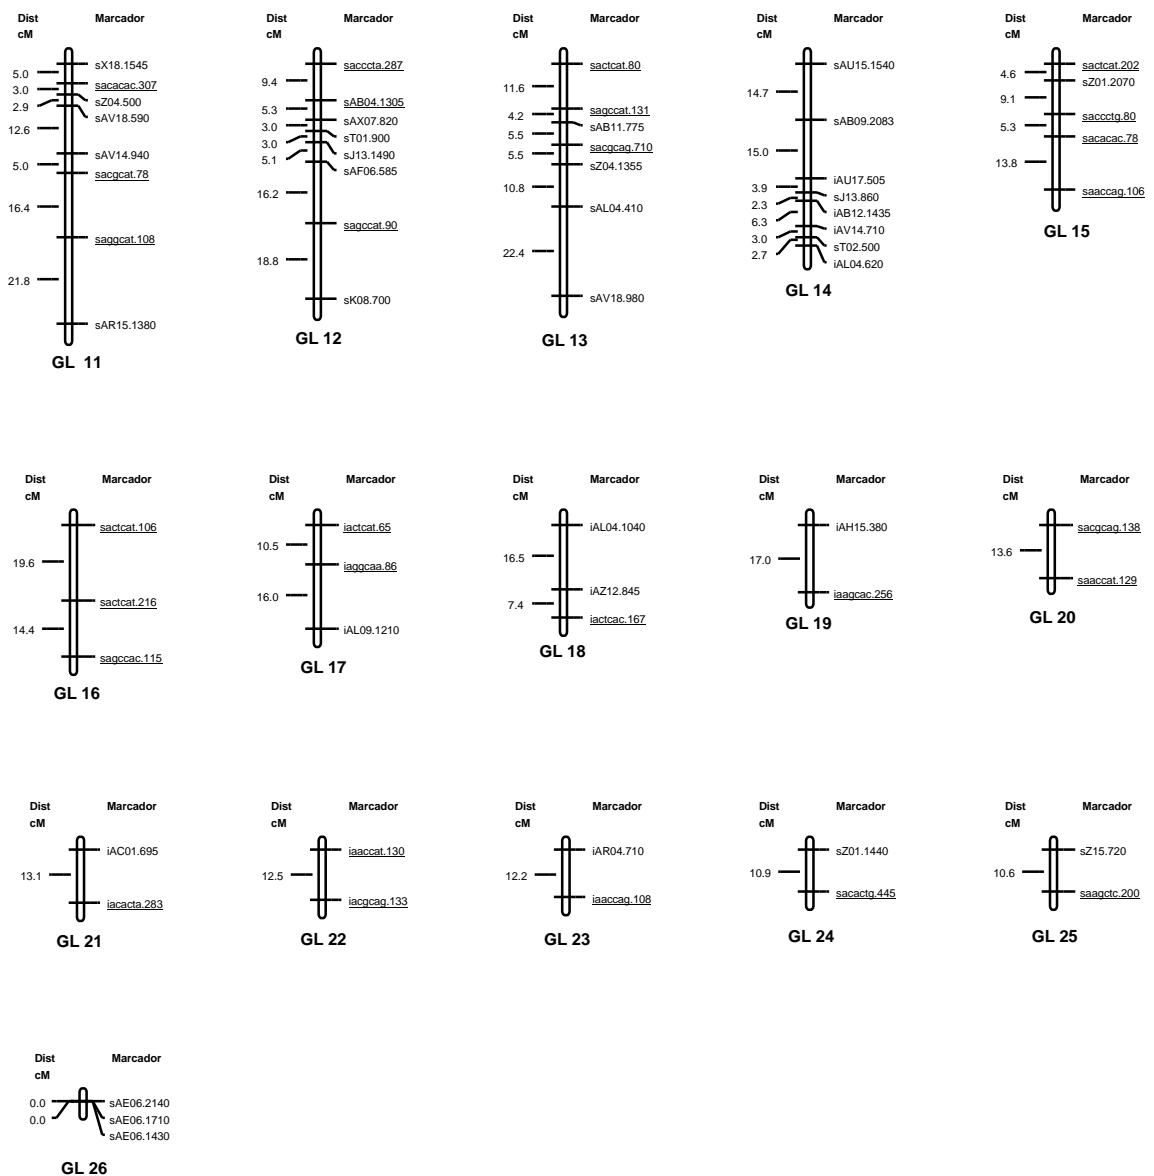 Dist Marcador
cM
5.0 sX18.1545
3.0 sacacac.307
2.9 sZ04.500
12.6 sAV18.590
5.0 sAV14.940
16.4 sacgcat.78
21.8 saggcat.108
sAR15.1380
GL 11
Dist Marcador
cM
9.4 sacccta.287
5.3 sAB04.1305
3.0 sAX07.820
3.0 sT01.900
5.1 sJ13.1490
16.2 sAF06.585
18.8 sagccat.90
sK08.700
GL 12
Dist Marcador
cM
11.6 sactcat.80
4.2 sagccat.131
5.5 sAB11.775
5.5 sacgcag.710
10.8 sZ04.1355
22.4 sAL04.410
sAV18.980
GL 13
Dist Marcador
cM
14.7 sAU15.1540
15.0 sAB09.2083
3.9 iAU17.505
2.3 sJ13.860
6.3 iAB12.1435
3.0 iAV14.710
2.7 sT02.500
iAL04.620
GL 14
Dist Marcador
cM
4.6 sactcat.202
9.1 sZ01.2070
5.3 saccctg.80
13.8 sacacac.78
saaccag.106
GL 15
Dist Marcador
cM
19.6 sactcat.106
14.4 sactcat.216
sagccac.115
GL 16
Dist Marcador
cM
10.5 iactcat.65
16.0 iaggcaa.86
iAL09.1210
GL 17
Dist Marcador
cM
16.5 iAL04.1040
7.4 iAZ12.845
iactcac.167
GL 18
Dist Marcador
cM
17.0 iAH15.380
iaagcac.256
GL 19
Dist Marcador
cM
13.6 sacgcag.138
saaccat.129
GL 20
Dist Marcador
cM
13.1 iAC01.695
iacacta.283
GL 21
Dist Marcador
cM
12.5 iaaccat.130
iacgcag.133
GL 22
Dist Marcador
cM
12.2 iAR04.710
iaaccag.108
GL 23
Dist Marcador
cM
10.9 sZ01.1440
sacactg.445
GL 24
Dist Marcador
cM
10.6 sZ15.720
saagctc.200
GL 25
Dist Marcador
cM
0.0 sAE06.2140
0.0 sAE06.1710
sAE06.1430
GL 26